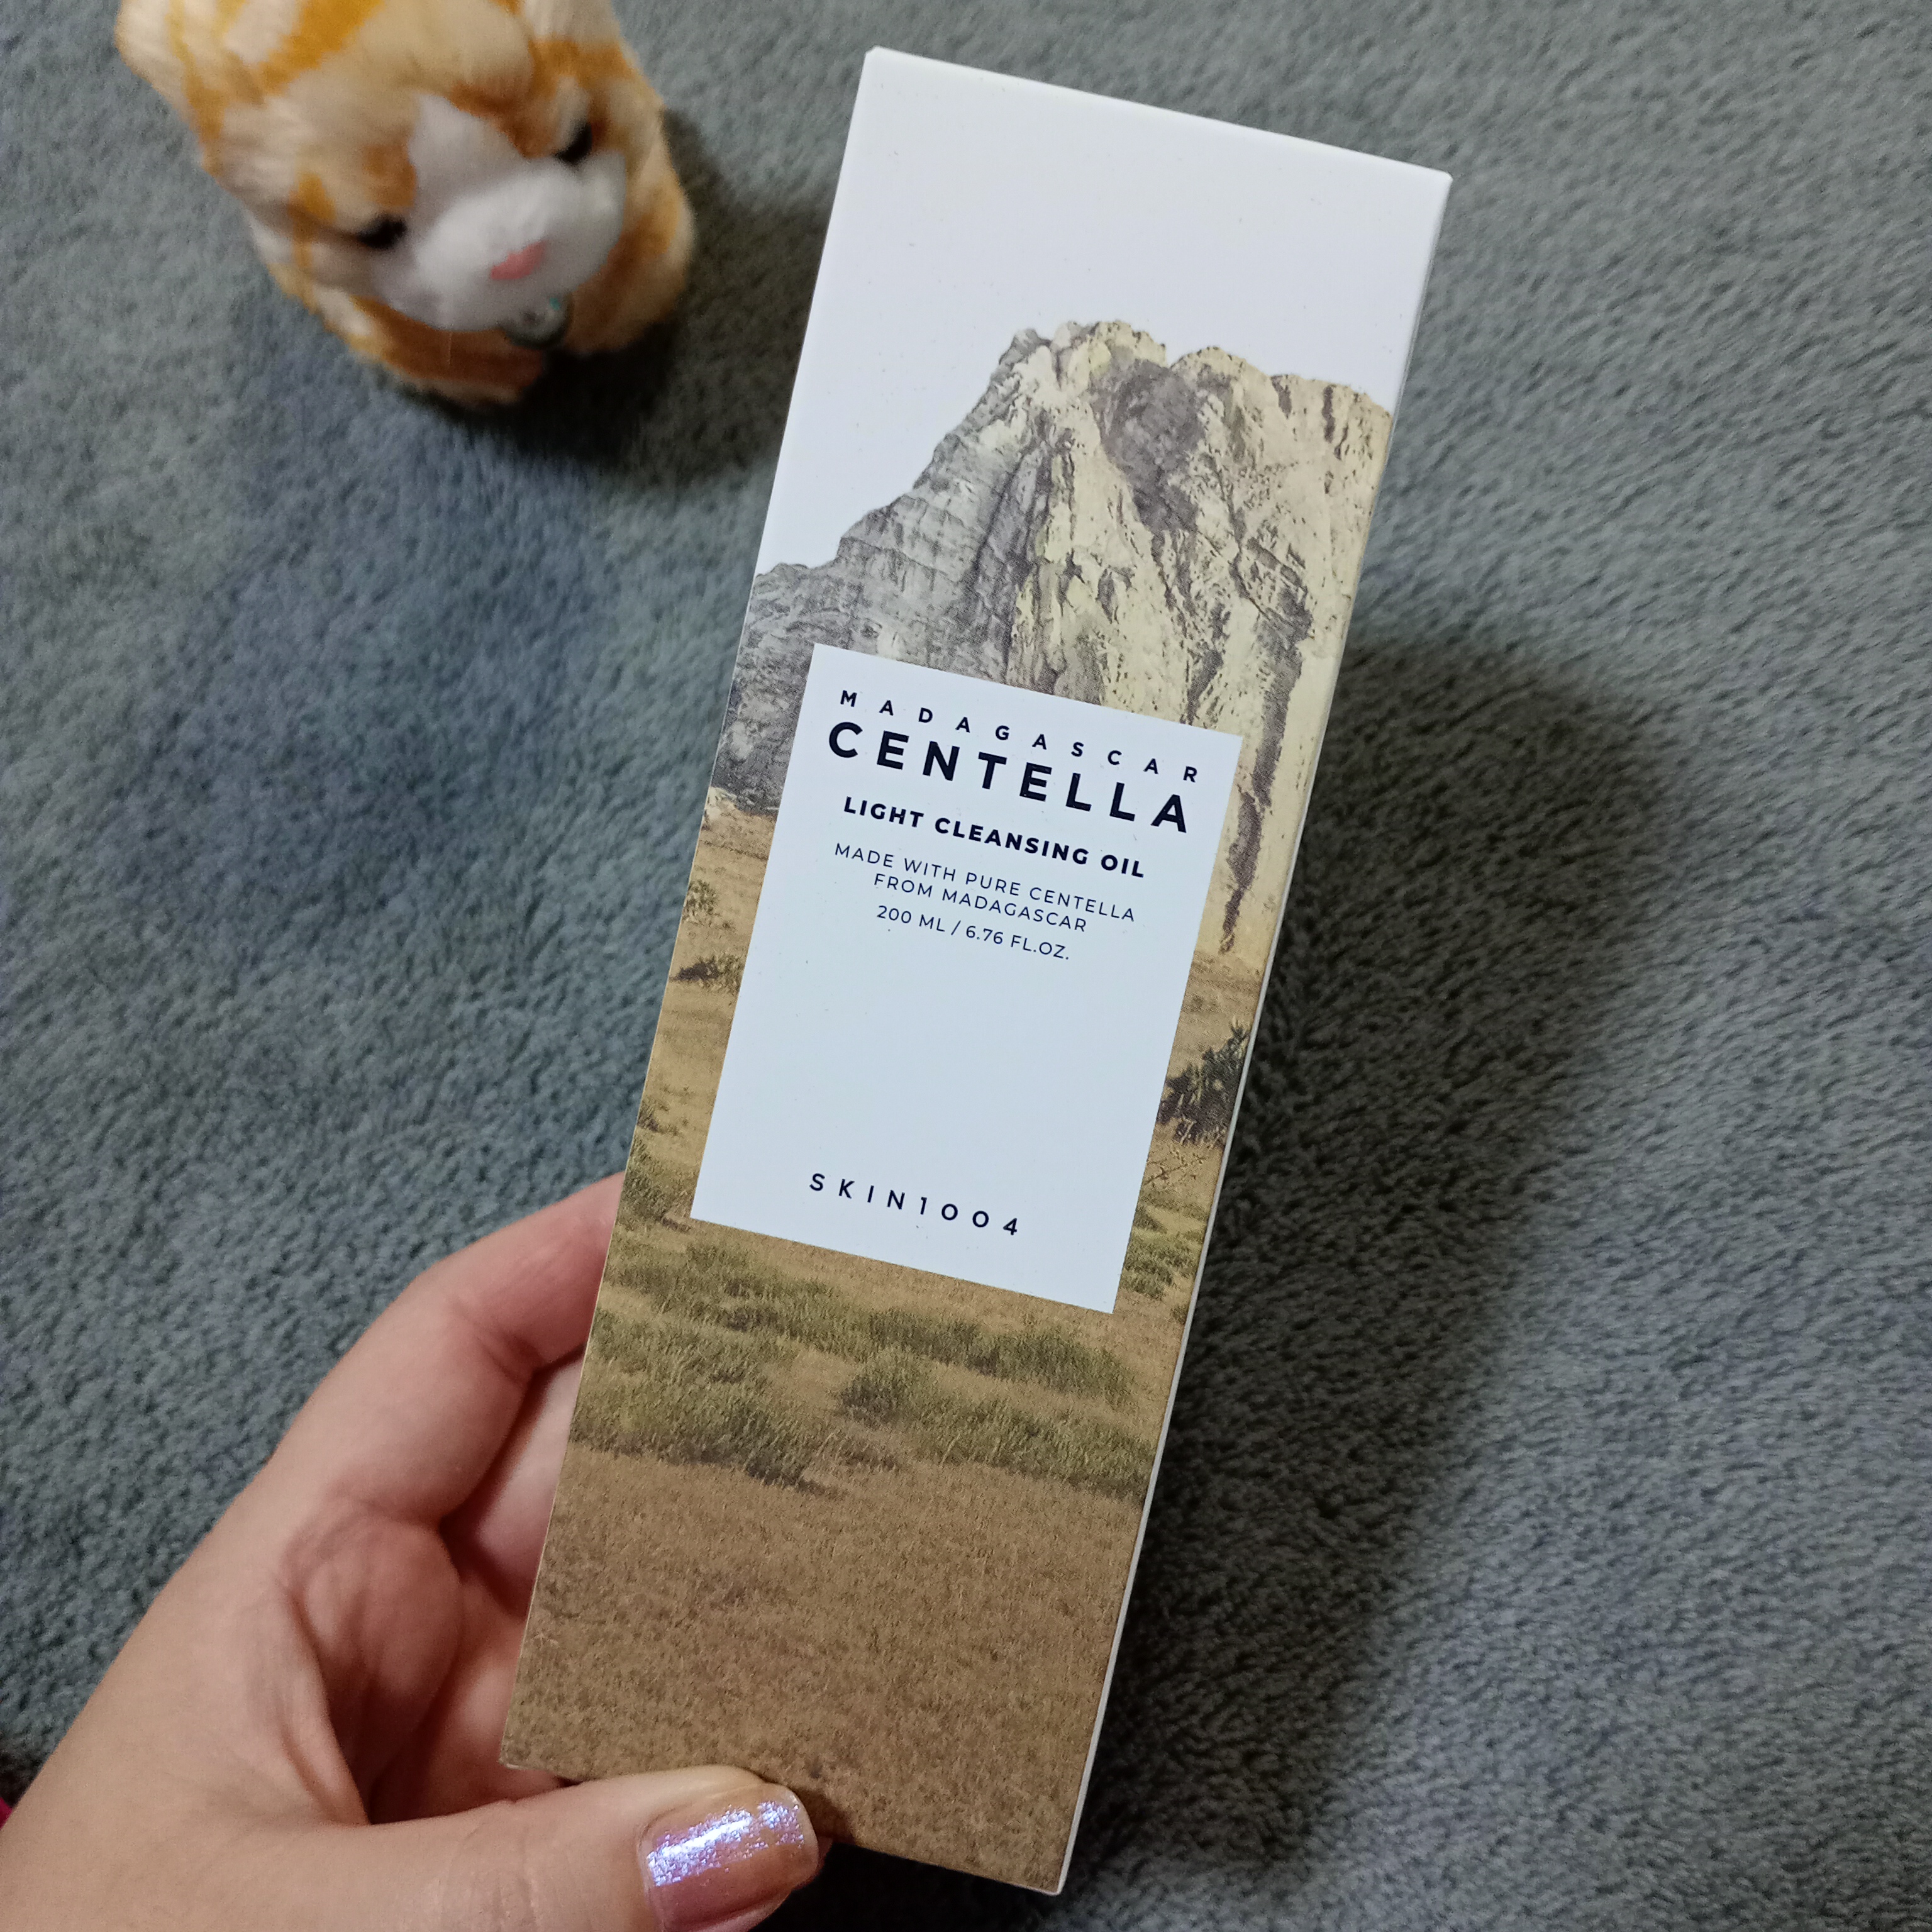 MADAGASCAR
CENTELLA
LIGHT CLEANSING OIL
MADE WITH PURE CENTELLA
FROM MADAGASCAR
200 ML / 6.76 FL.OZ.
SKIN1004